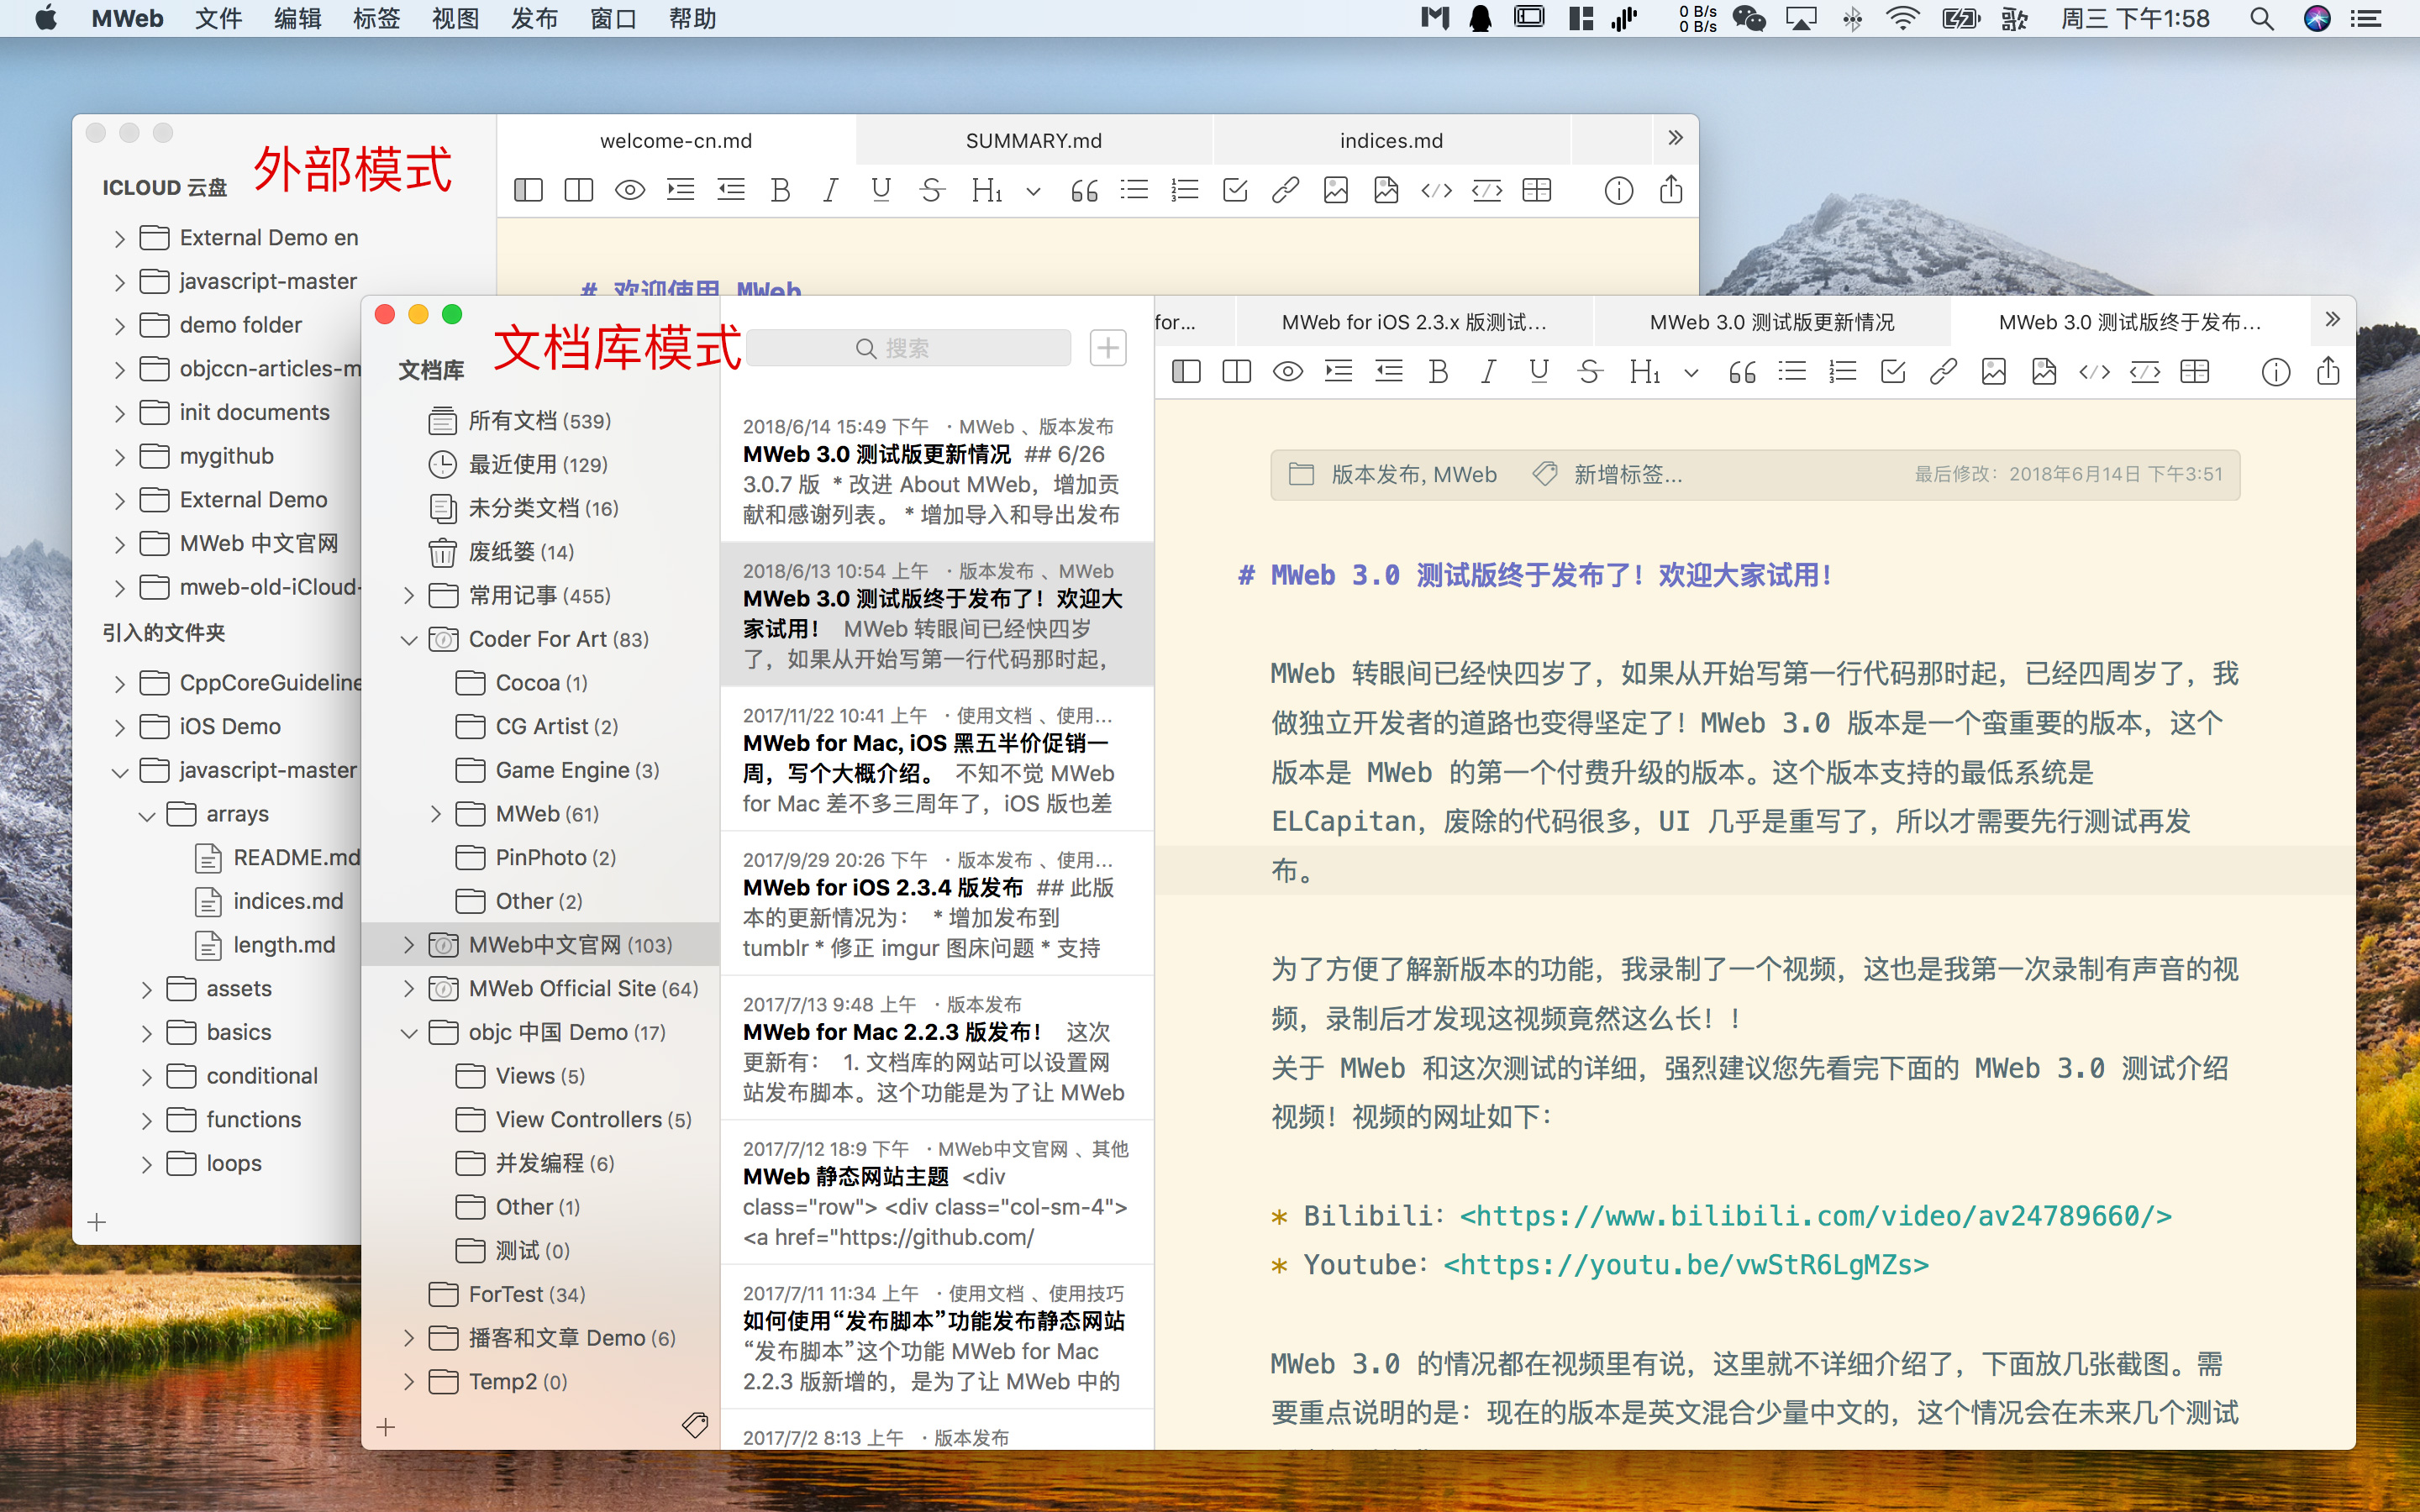 MWeb 文件 编辑 标签 视图 发布 窗口 帮助
0 B/s
0 B/s
周三 下午1:58
外部模式
ICLOUD 云盘
External Demo en
javascript-master
demo folder
objccn-articles-m
init documents
mygithub
External Demo
MWeb 中文官网
mweb-old-iCloud-
引入的文件夹
CppCoreGuideline
iOS Demo
javascript-master
arrays
README.md
indices.md
length.md
assets
basics
conditional
functions
loops
welcome-cn.md
SUMMARY.md
indices.md
# 欢迎使用 MWeb
文档库模式
文档库
所有文档 (539)
最近使用 (129)
未分类文档 (16)
废纸篓 (14)
常用记事 (455)
Coder For Art (83)
Cocoa (1)
CG Artist (2)
Game Engine (3)
MWeb (61)
PinPhoto (2)
Other (2)
MWeb中文官网 (103)
MWeb Official Site (64)
objc 中国 Demo (17)
Views (5)
View Controllers (5)
并发编程 (6)
Other (1)
测试 (0)
ForTest (34)
播客和文章 Demo (6)
Temp2 (0)
搜索
2018/6/14 15:49 下午 · MWeb 、版本发布
MWeb 3.0 测试版更新情况 ## 6/26
3.0.7 版 * 改进 About MWeb，增加贡
献和感谢列表。 * 增加导入和导出发布
2018/6/13 10:54 上午 · 版本发布 、MWeb
MWeb 3.0 测试版终于发布了！欢迎大
家试用！ MWeb 转眼间已经快四岁
了，如果从开始写第一行代码那时起，
2017/11/22 10:41 上午 · 使用文档 、使用...
MWeb for Mac, iOS 黑五半价促销一
周，写个大概介绍。 不知不觉 MWeb
for Mac 差不多三周年了，iOS 版也差
2017/9/29 20:26 下午 · 版本发布 、使用...
MWeb for iOS 2.3.4 版发布 ## 此版
本的更新情况为： * 增加发布到
tumblr * 修正 imgur 图床问题 * 支持
2017/7/13 9:48 上午 · 版本发布
MWeb for Mac 2.2.3 版发布！ 这次
更新有： 1. 文档库的网站可以设置网
站发布脚本。这个功能是为了让 MWeb
2017/7/12 18:9 下午 · MWeb中文官网 、其他
MWeb 静态网站主题 <div
class="row"> <div class="col-sm-4">
<a href="https://github.com/
2017/7/11 11:34 上午 · 使用文档 、使用技巧
如何使用“发布脚本”功能发布静态网站
“发布脚本”这个功能 MWeb for Mac
2.2.3 版新增的，是为了让 MWeb 中的
2017/7/2 8:13 上午 · 版本发布
for...
MWeb for iOS 2.3.x 版测试...
MWeb 3.0 测试版更新情况
MWeb 3.0 测试版终于发布...
版本发布, MWeb 新增标签... 最后修改：2018年6月14日 下午3:51
# MWeb 3.0 测试版终于发布了！欢迎大家试用！
MWeb 转眼间已经快四岁了，如果从开始写第一行代码那时起，已经四周岁了，我
做独立开发者的道路也变得坚定了！MWeb 3.0 版本是一个蛮重要的版本，这个
版本是 MWeb 的第一个付费升级的版本。这个版本支持的最低系统是
ELCapitan，废除的代码很多，UI 几乎是重写了，所以才需要先行测试再发
布。
为了方便了解新版本的功能，我录制了一个视频，这也是我第一次录制有声音的视
频，录制后才发现这视频竟然这么长！！
关于 MWeb 和这次测试的详细，强烈建议您先看完下面的 MWeb 3.0 测试介绍
视频！视频的网址如下：
* Bilibili：<https://www.bilibili.com/video/av24789660/>
* Youtube：<https://youtu.be/vwStR6LgMZs>
MWeb 3.0 的情况都在视频里有说，这里就不详细介绍了，下面放几张截图。需
要重点说明的是：现在的版本是英文混合少量中文的，这个情况会在未来几个测试